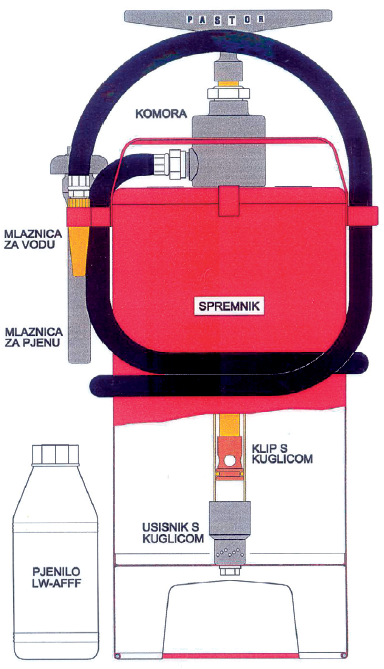 PASTOR
KOMORA
MLAZNICA
ZA VODU
SPREMNIK
MLAZNICA
ZA PJENU
KLIP S
KUGLICOM
USISNIK S
KUGLICOM
PJENILO
LW-AFFF